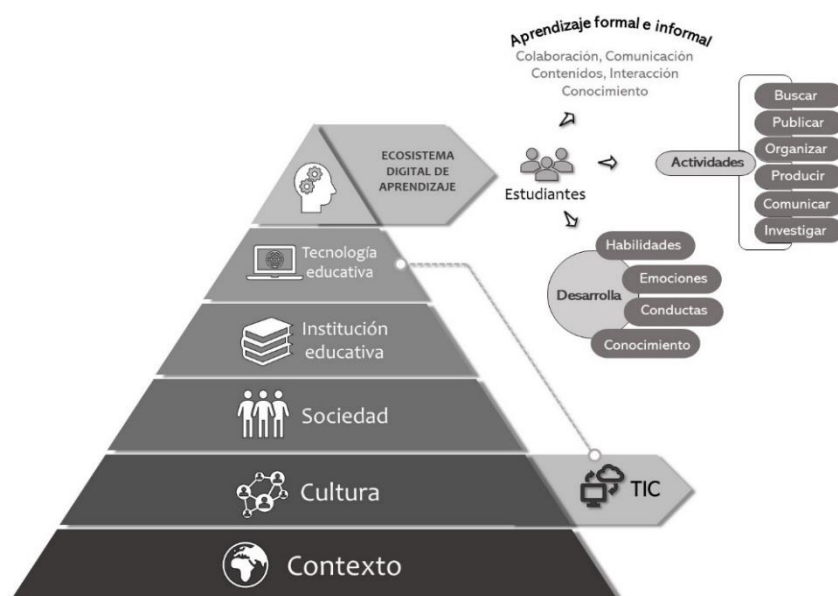 Aprendizaje formal e informal
Colaboración, Comunicación
Contenidos, Interacción
Conocimiento
ECOSISTEMA
DIGITAL DE
APRENDIZAJE
Estudiantes
Actividades
Buscar
Publicar
Organizar
Producir
Comunicar
Investigar
Desarrolla
Habilidades
Emociones
Conductas
Conocimiento
Tecnología
educativa
Institución
educativa
Sociedad
Cultura
TIC
Contexto